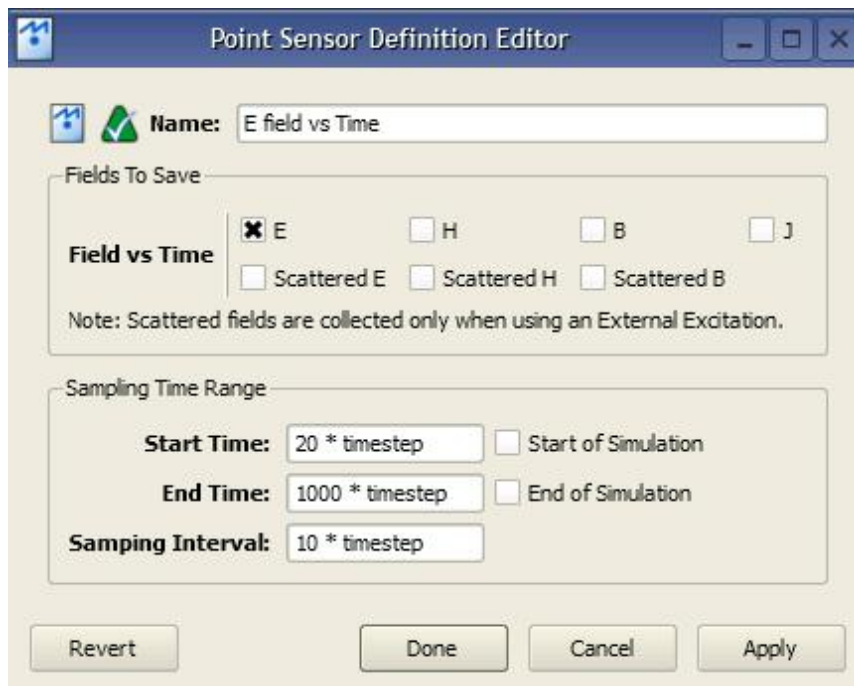 Point Sensor Definition Editor
Name: E field vs Time
Fields To Save
Field vs Time
E H B J
Scattered E Scattered H Scattered B
Note: Scattered fields are collected only when using an External Excitation.
Sampling Time Range
Start Time: 20 * timestep Start of Simulation
End Time: 1000 * timestep End of Simulation
Samping Interval: 10 * timestep
Revert Done Cancel Apply